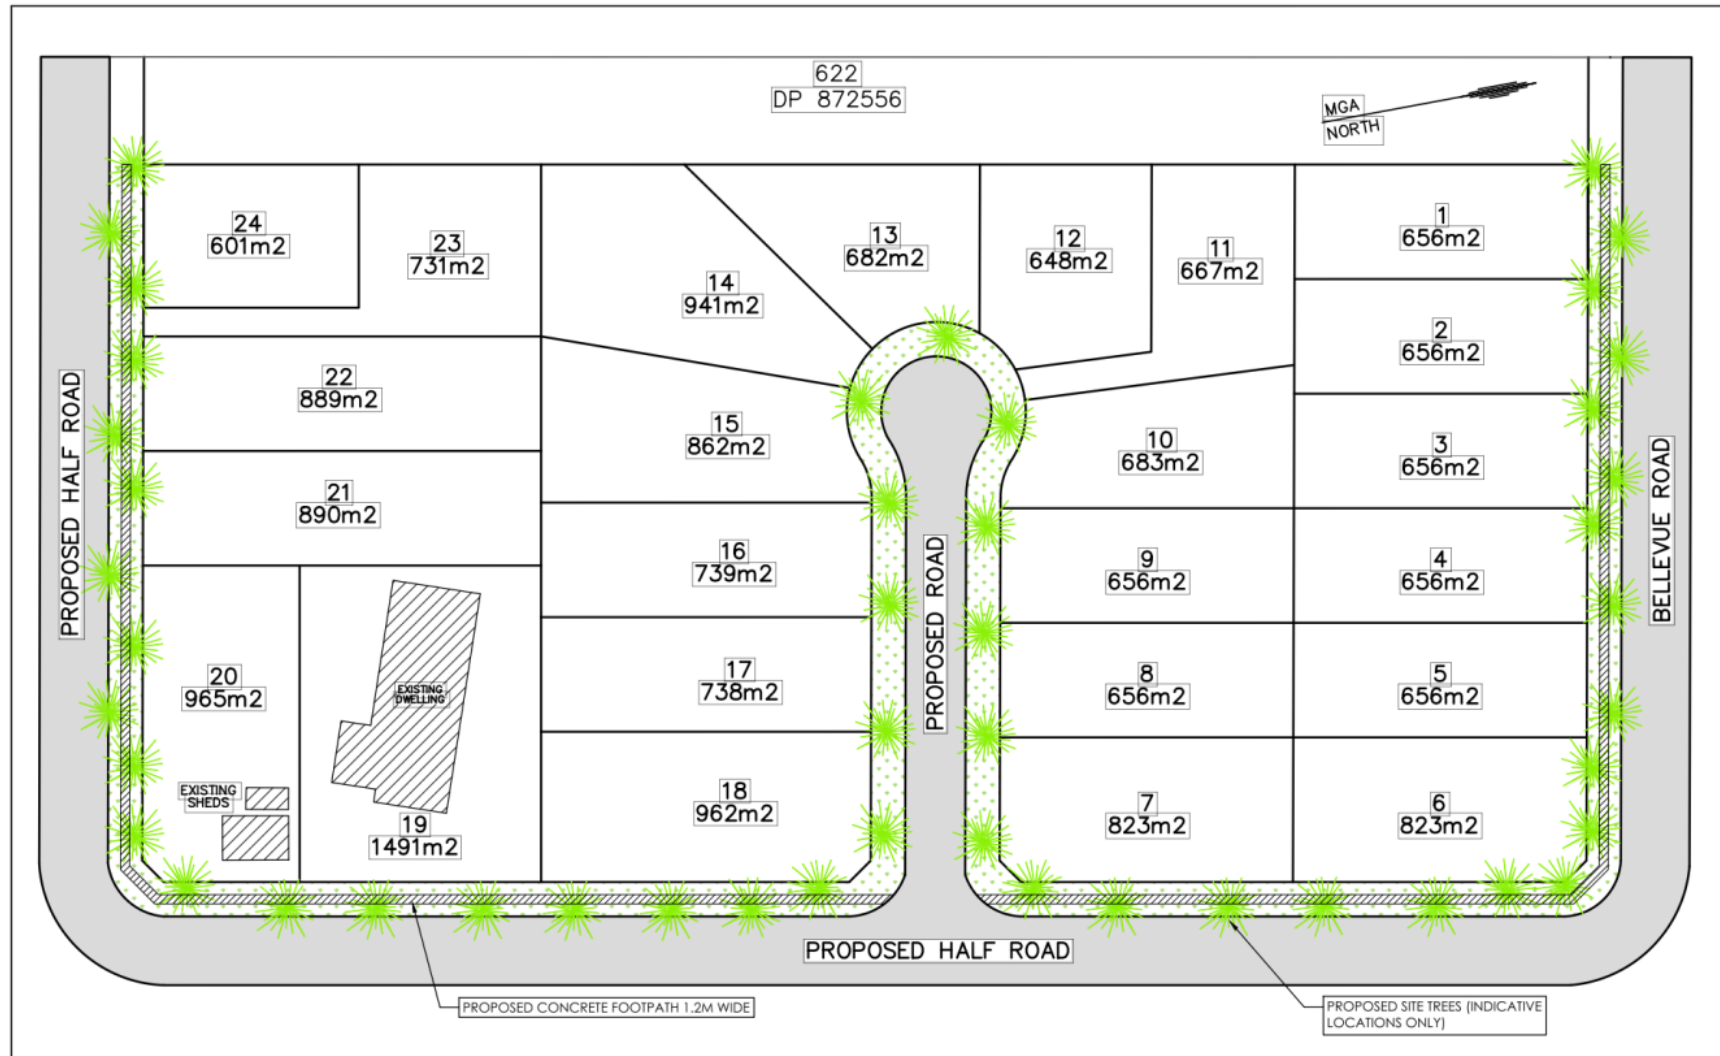 622
DP 872556
MGA
NORTH
24
601m2
23
731m2
14
941m2
13
682m2
12
648m2
11
667m2
1
656m2
2
656m2
22
889m2
15
862m2
10
683m2
3
656m2
21
890m2
16
739m2
9
656m2
4
656m2
PROPOSED HALF ROAD
PROPOSED ROAD
BELLEVUE ROAD
20
965m2
EXISTING
DWELLING
17
738m2
8
656m2
5
656m2
EXISTING
SHEDS
19
1491m2
18
962m2
7
823m2
6
823m2
PROPOSED HALF ROAD
PROPOSED CONCRETE FOOTPATH 1.2M WIDE
PROPOSED SITE TREES (INDICATIVE
LOCATIONS ONLY)